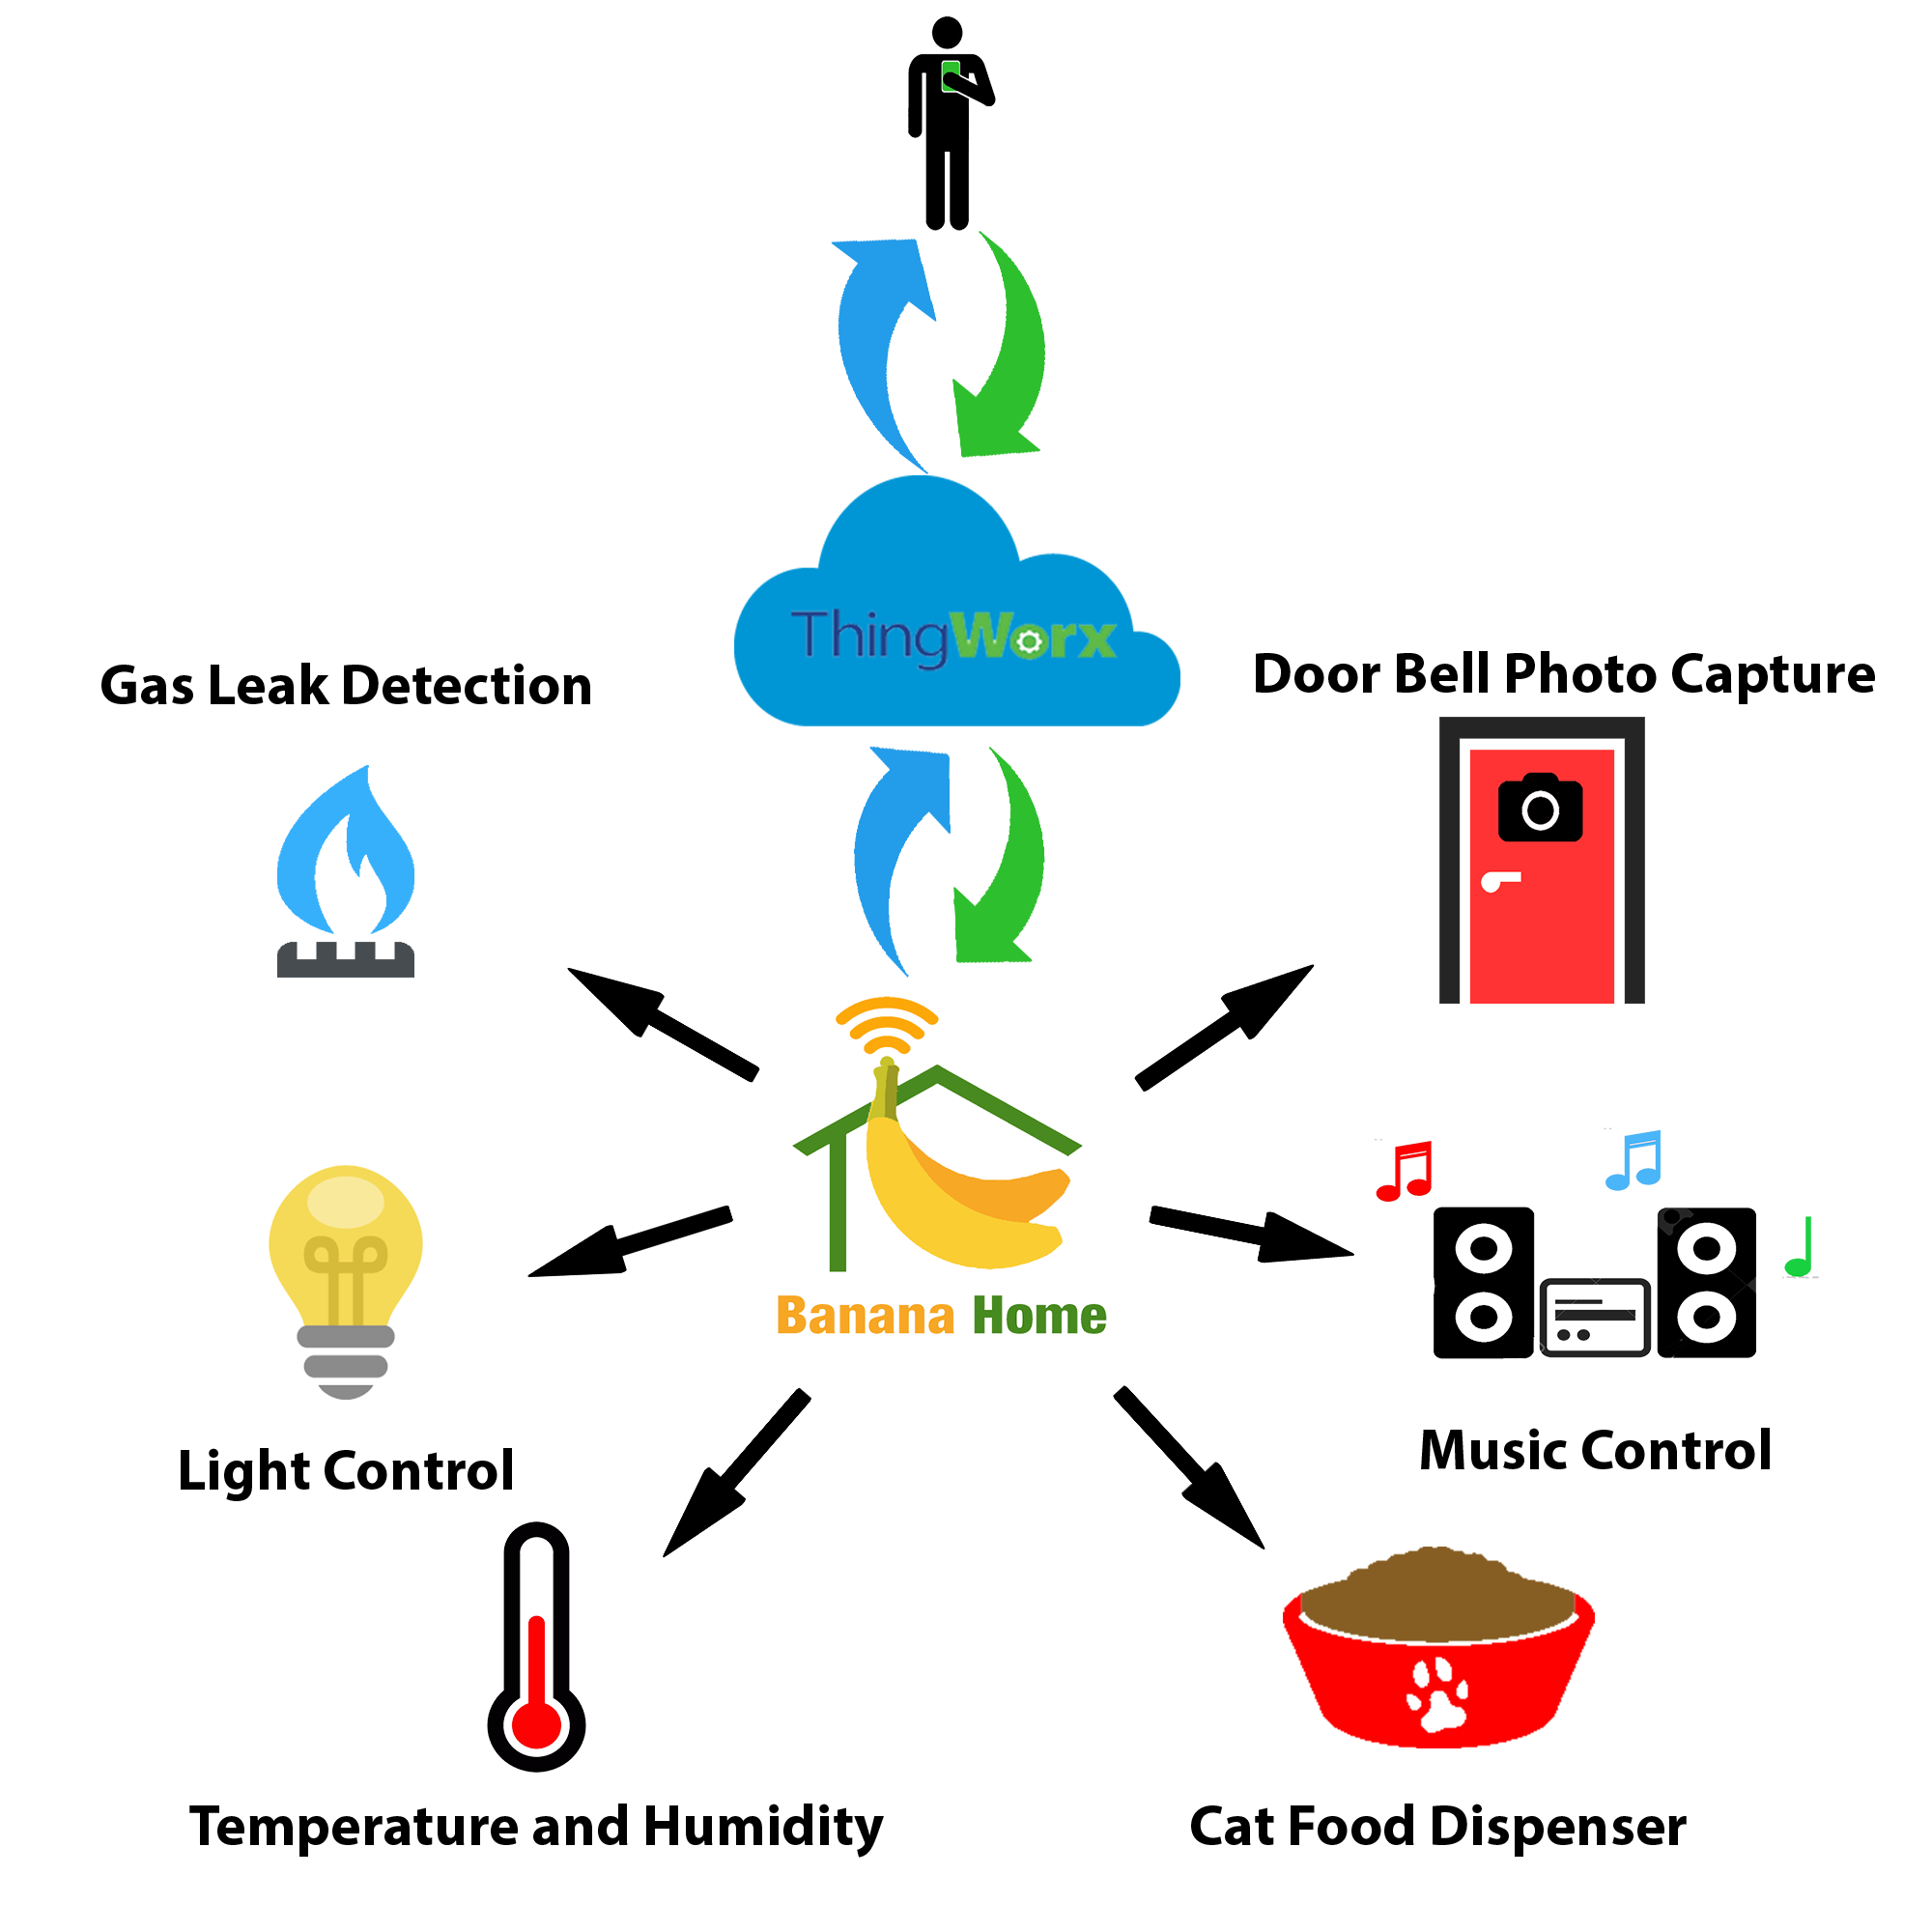 ThingWorx
Gas Leak Detection
Door Bell Photo Capture
Banana Home
Light Control
Music Control
Temperature and Humidity
Cat Food Dispenser